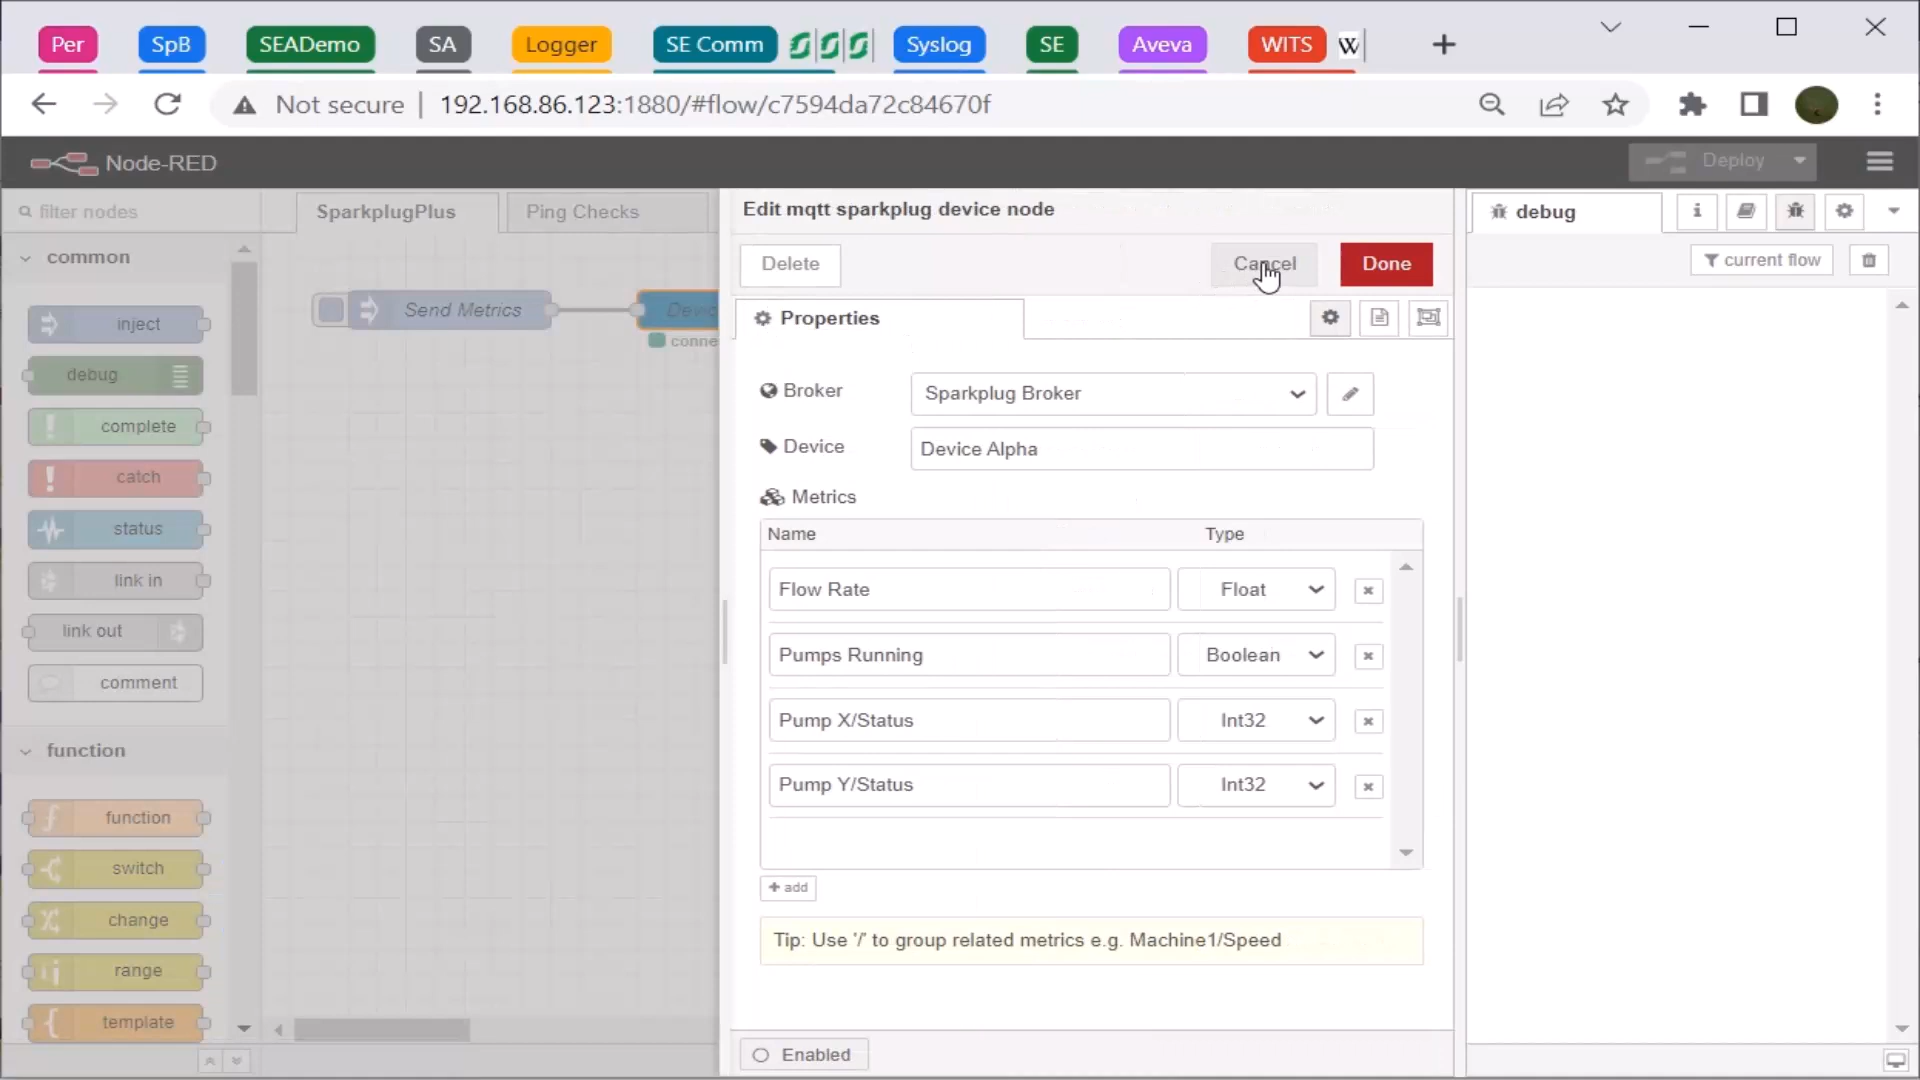 Per
SpB
SEADemo
SA
Logger
SE Comm
Syslog
SE
Aveva
WITS
W
Not secure
192.168.86.123:1880/#flow/c7594da72c84670f
Node-RED
Deploy
filter nodes
SparkplugPlus
Ping Checks
Edit mqtt sparkplug device node
debug
Delete
Cancel
Done
current flow
common
inject
debug
complete
catch
status
link in
link out
comment
function
function
switch
change
range
template
Send Metrics
Devic
conne
Properties
Broker
Sparkplug Broker
Device
Device Alpha
Metrics
Name
Type
Flow Rate
Float
Pumps Running
Boolean
Pump X/Status
Int32
Pump Y/Status
Int32
+ add
Tip: Use '/' to group related metrics e.g. Machine1/Speed
Enabled